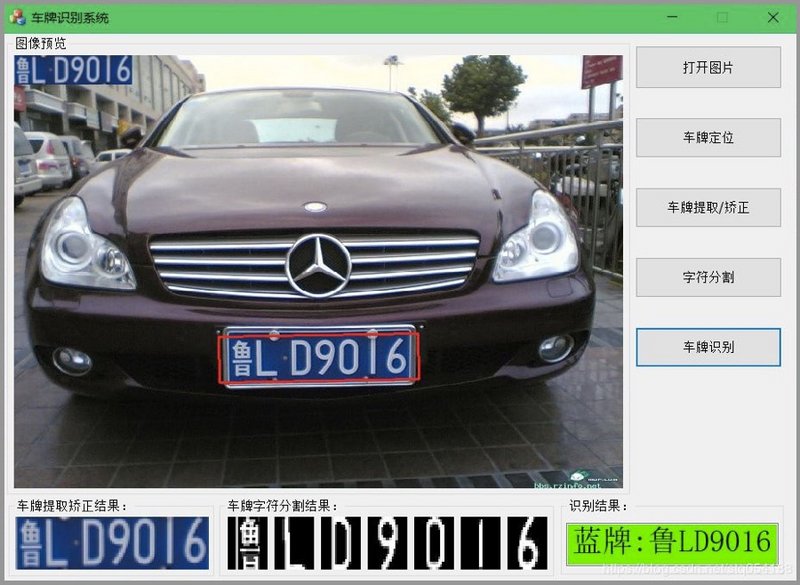 车牌识别系统
图像预览
鲁L D9016
鲁L·D9016
bbs.rzinfo.net
打开图片
车牌定位
车牌提取/矫正
字符分割
车牌识别
车牌提取矫正结果:
鲁L·D9016
车牌字符分割结果:
鲁 L D 9 0 1 6
识别结果:
蓝牌:鲁LD9016